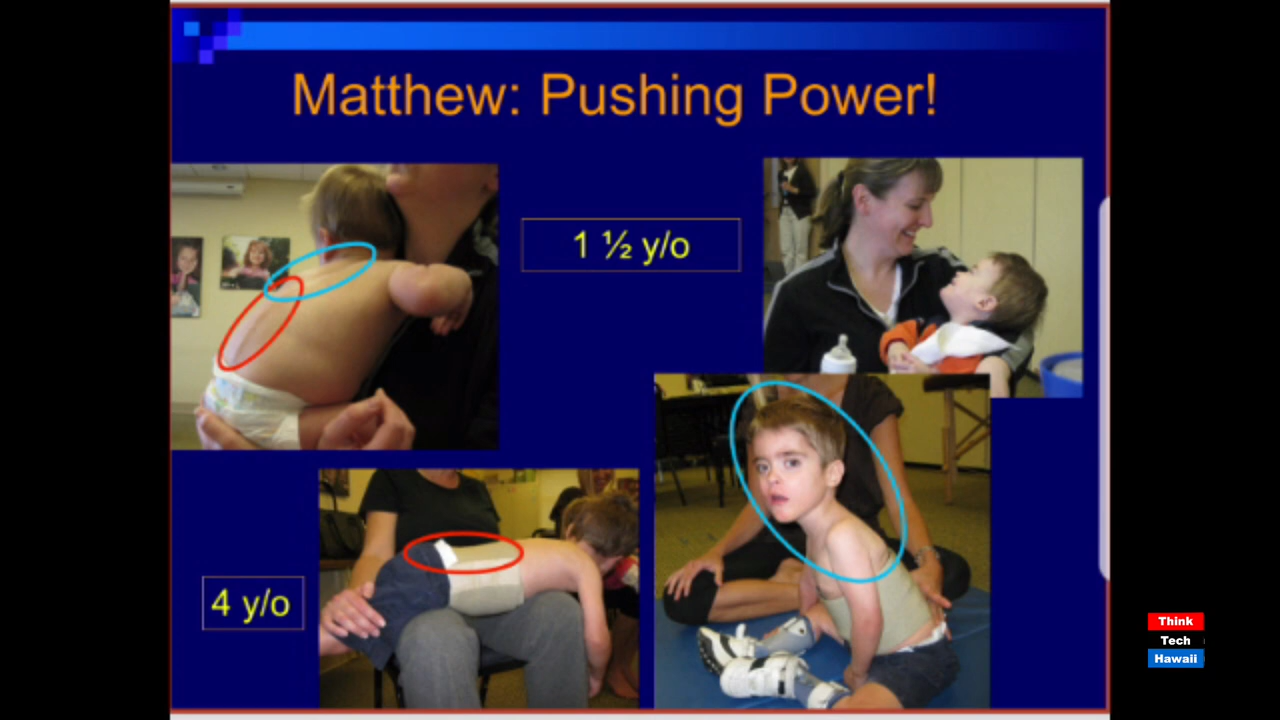 Matthew: Pushing Power!
1 ½ y/o
4 y/o
Think
Tech
Hawaii